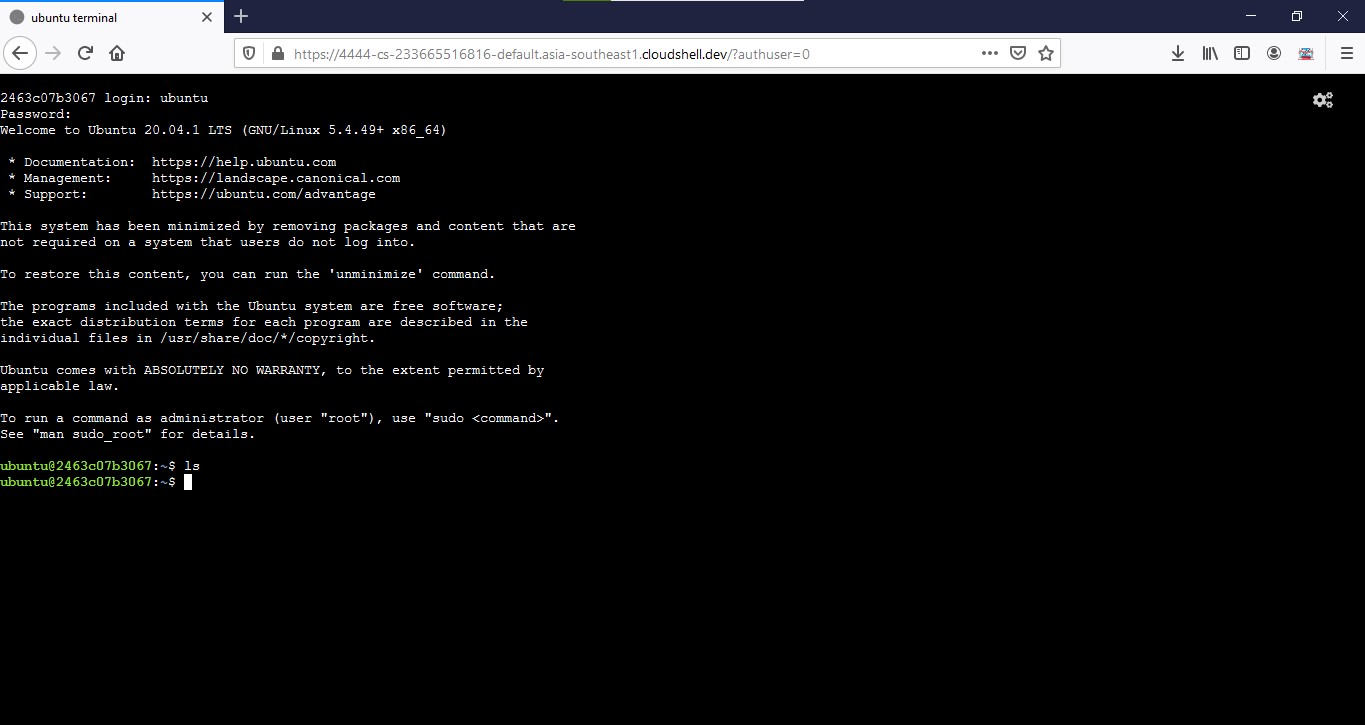 ubuntu terminal
https://4444-cs-233665516816-default.asia-southeast1.cloudshell.dev/?authuser=0
2463c07b3067 login: ubuntu
Password:
Welcome to Ubuntu 20.04.1 LTS (GNU/Linux 5.4.49+ x86_64)
* Documentation:  https://help.ubuntu.com
* Management:     https://landscape.canonical.com
* Support:        https://ubuntu.com/advantage
This system has been minimized by removing packages and content that are
not required on a system that users do not log into.
To restore this content, you can run the 'unminimize' command.
The programs included with the Ubuntu system are free software;
the exact distribution terms for each program are described in the
individual files in /usr/share/doc/*/copyright.
Ubuntu comes with ABSOLUTELY NO WARRANTY, to the extent permitted by
applicable law.
To run a command as administrator (user "root"), use "sudo <command>".
See "man sudo_root" for details.
ubuntu@2463c07b3067:~$ ls
ubuntu@2463c07b3067:~$